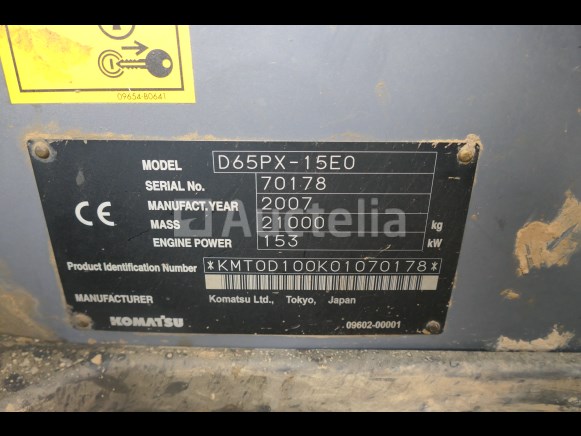 09654-80641
MODEL D65PX-15E0
SERIAL No. 70178
MANUFACT.YEAR 2007
MASS 21000 kg
ENGINE POWER 153 kW
Product Identification Number *KMT0D100K01070178*
MANUFACTURER Komatsu Ltd., Tokyo, Japan
KOMATSU 09602-00001
CE
Auctelia